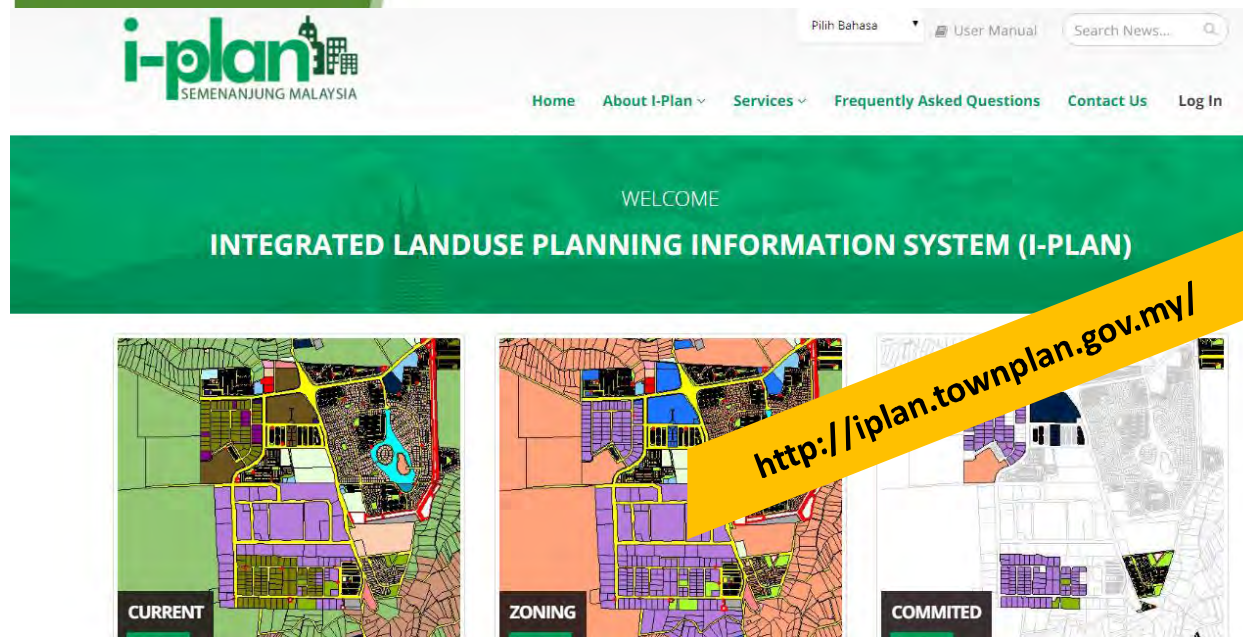 i-plan
SEMENANJUNG MALAYSIA
Pilih Bahasa
User Manual
Search News...
Home
About I-Plan
Services
Frequently Asked Questions
Contact Us
Log In
WELCOME
INTEGRATED LANDUSE PLANNING INFORMATION SYSTEM (I-PLAN)
http://iplan.townplan.gov.my/
CURRENT
ZONING
COMMITED